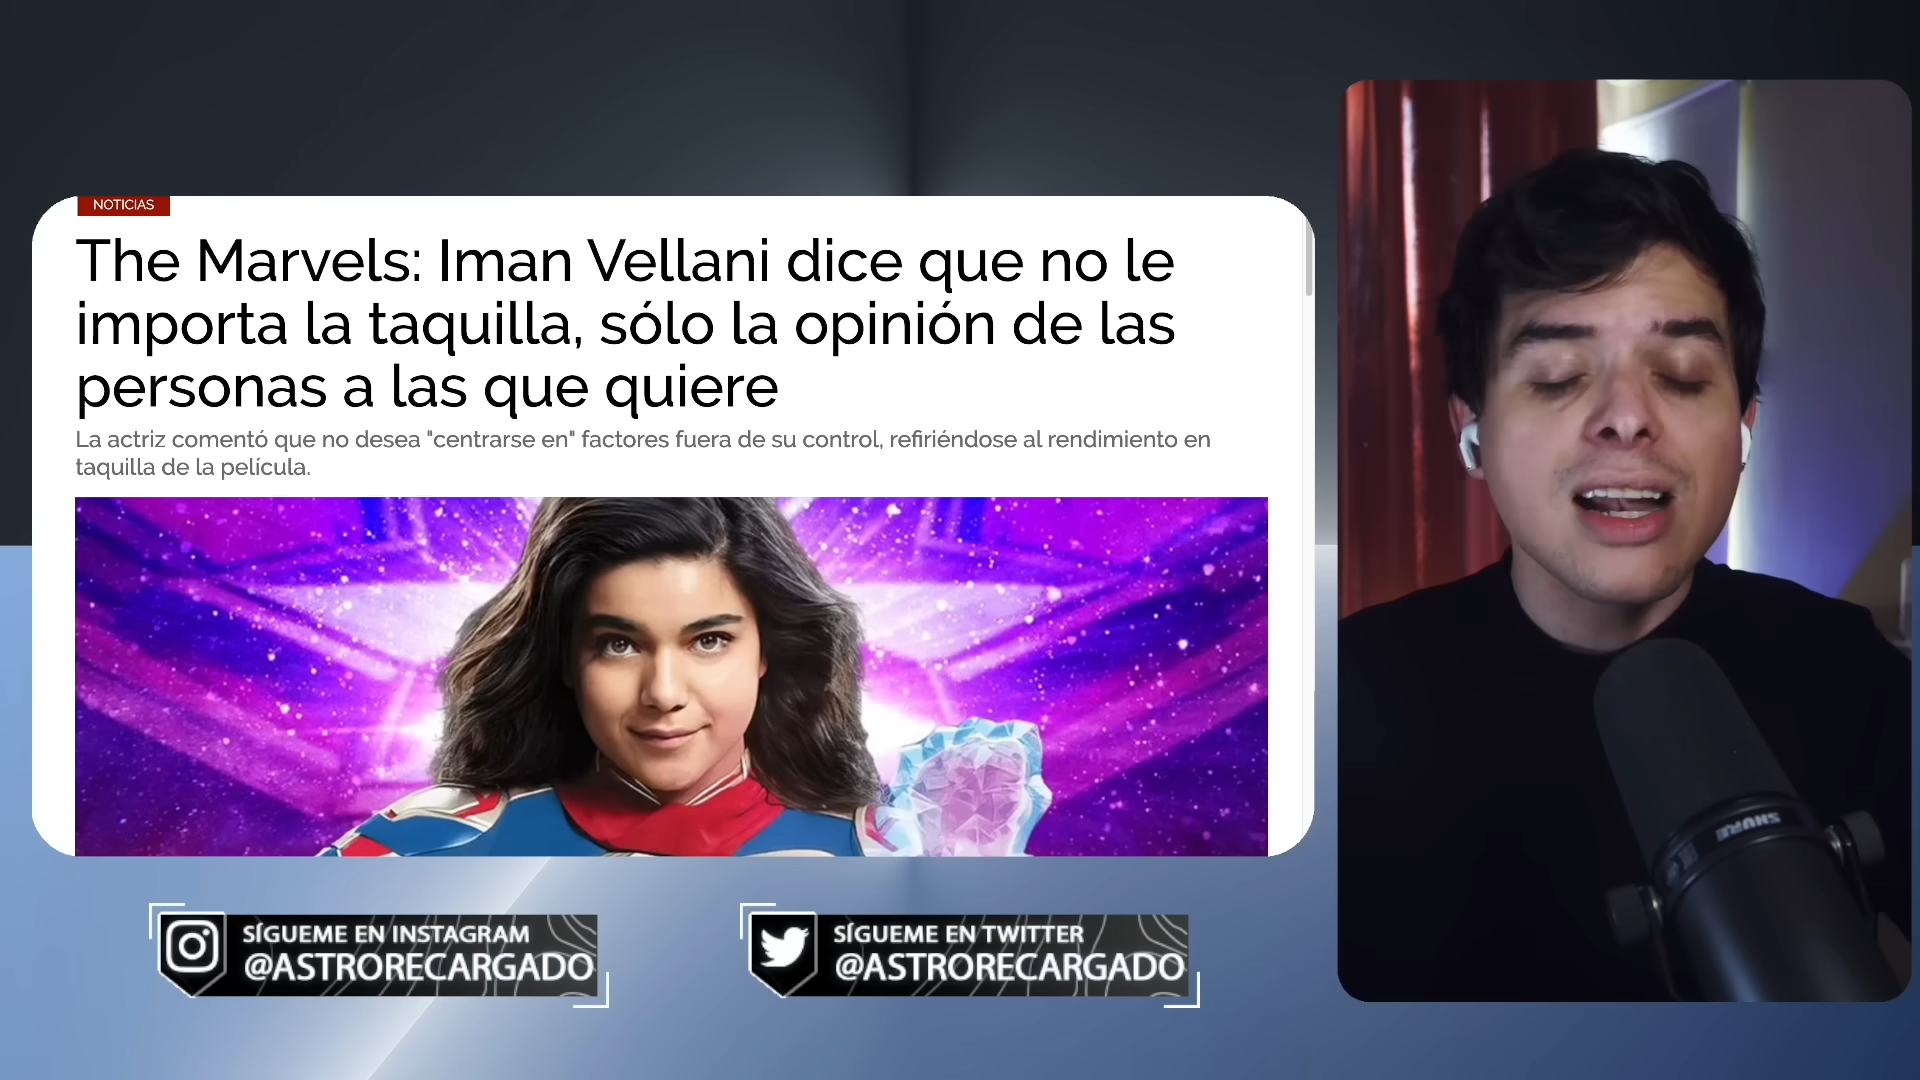 NOTICIAS
The Marvels: Iman Vellani dice que no le
importa la taquilla, sólo la opinión de las
personas a las que quiere
La actriz comentó que no desea "centrarse en" factores fuera de su control, refiriéndose al rendimiento en
taquilla de la película.
SÍGUEME EN INSTAGRAM
@ASTRORECARGADO
SÍGUEME EN TWITTER
@ASTRORECARGADO
SHURE